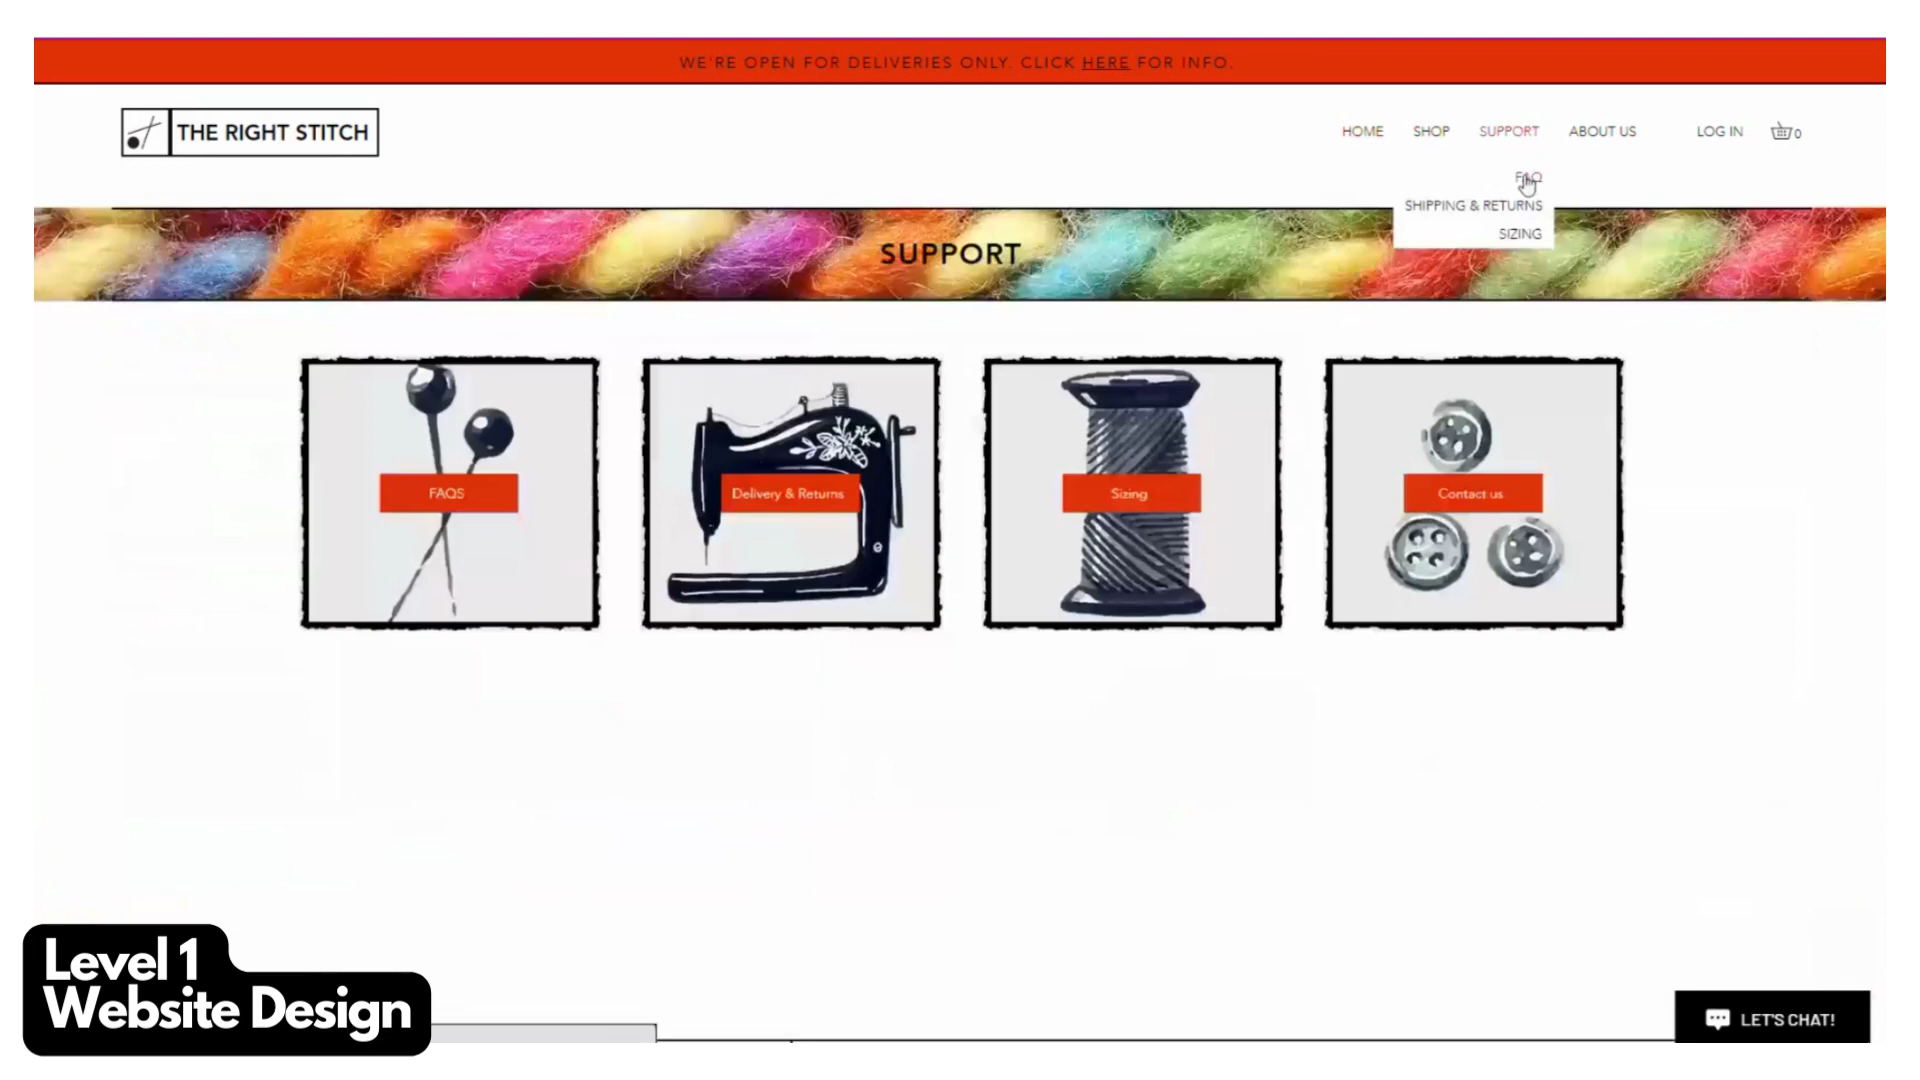 WE'RE OPEN FOR DELIVERIES ONLY. CLICK HERE FOR INFO.
THE RIGHT STITCH
HOME SHOP SUPPORT ABOUT US LOG IN 0
FAQ
SHIPPING & RETURNS
SIZING
SUPPORT
FAQS
Delivery & Returns
Sizing
Contact us
Level 1
Website Design
LET'S CHAT!